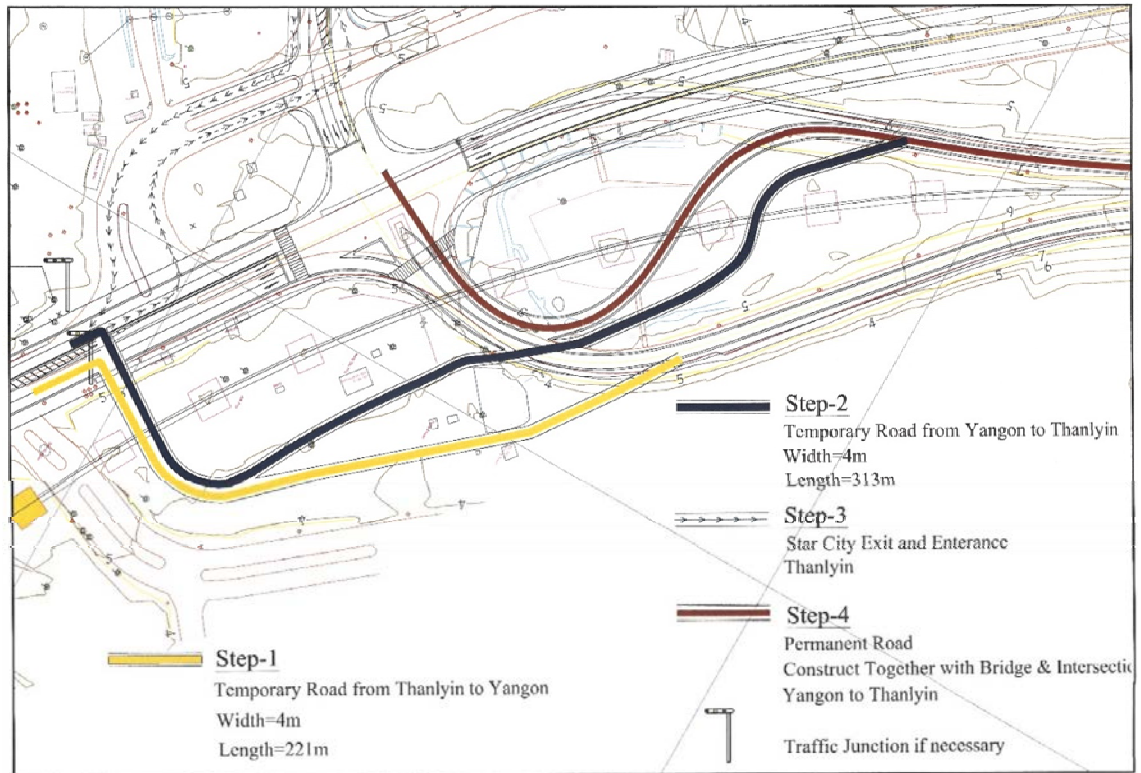 Step-2
Temporary Road from Yangon to Thanlyin
Width=4m
Length=313m
Step-3
Star City Exit and Enterance
Thanlyin
Step-4
Permanent Road
Construct Together with Bridge & Intersectic
Yangon to Thanlyin
Traffic Junction if necessary
Step-1
Temporary Road from Thanlyin to Yangon
Width=4m
Length=221m